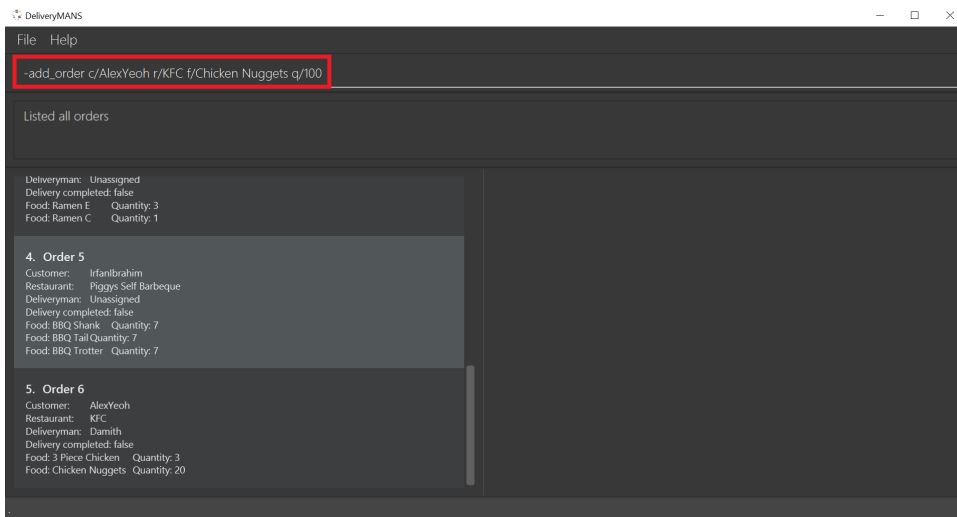 DeliveryMANS
File Help
-add_order c/AlexYeoh r/KFC f/Chicken Nuggets q/100
Listed all orders
Deliveryman: Unassigned
Delivery completed: false
Food: Ramen E Quantity: 3
Food: Ramen C Quantity: 1
4. Order 5
Customer: IrfanIbrahim
Restaurant: Piggys Self Barbeque
Deliveryman: Unassigned
Delivery completed: false
Food: BBQ Shank Quantity: 7
Food: BBQ Tail Quantity: 7
Food: BBQ Trotter Quantity: 7
5. Order 6
Customer: AlexYeoh
Restaurant: KFC
Deliveryman: Damith
Delivery completed: false
Food: 3 Piece Chicken Quantity: 3
Food: Chicken Nuggets Quantity: 20